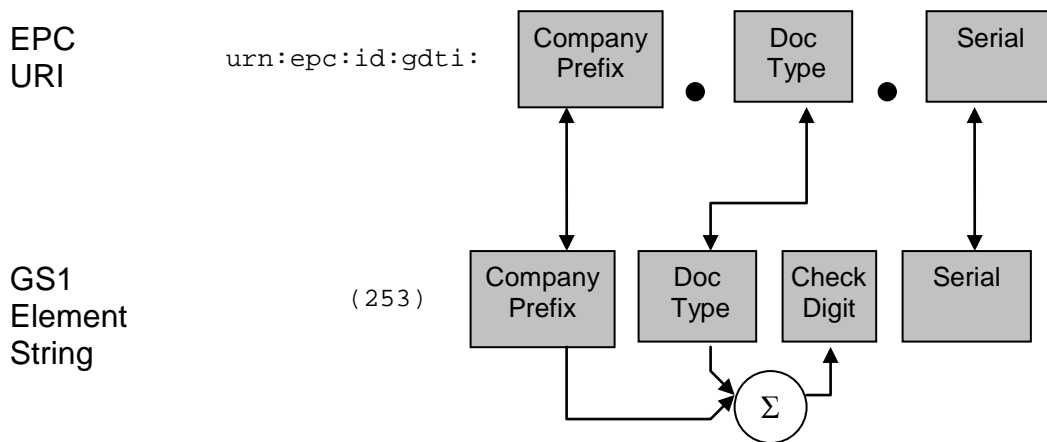 EPC
URI
urn:epc:id:gdti:
Company
Prefix
Doc
Type
Serial
GS1
Element
String
(253)
Company
Prefix
Doc
Type
Check
Digit
Serial
Σ